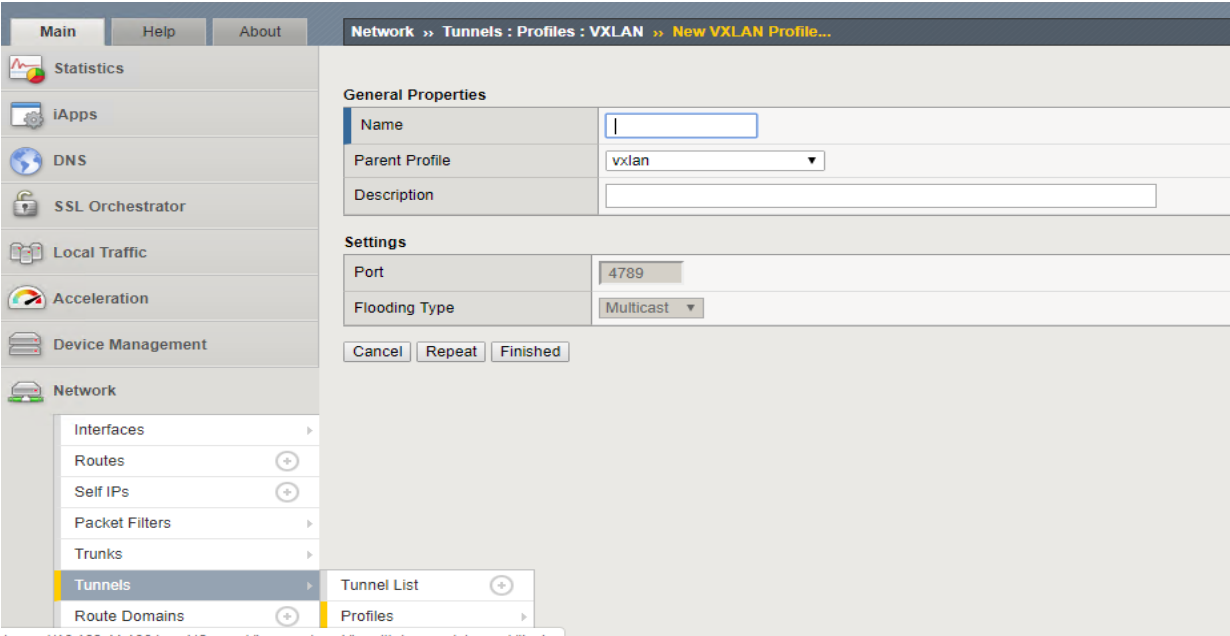 Main Help About
Network ›› Tunnels : Profiles : VXLAN ›› New VXLAN Profile...
Statistics
iApps
DNS
SSL Orchestrator
Local Traffic
Acceleration
Device Management
Network
Interfaces
Routes
Self IPs
Packet Filters
Trunks
Tunnels
Route Domains
Tunnel List
Profiles
General Properties
Name
Parent Profile vxlan
Description
Settings
Port 4789
Flooding Type Multicast
Cancel Repeat Finished